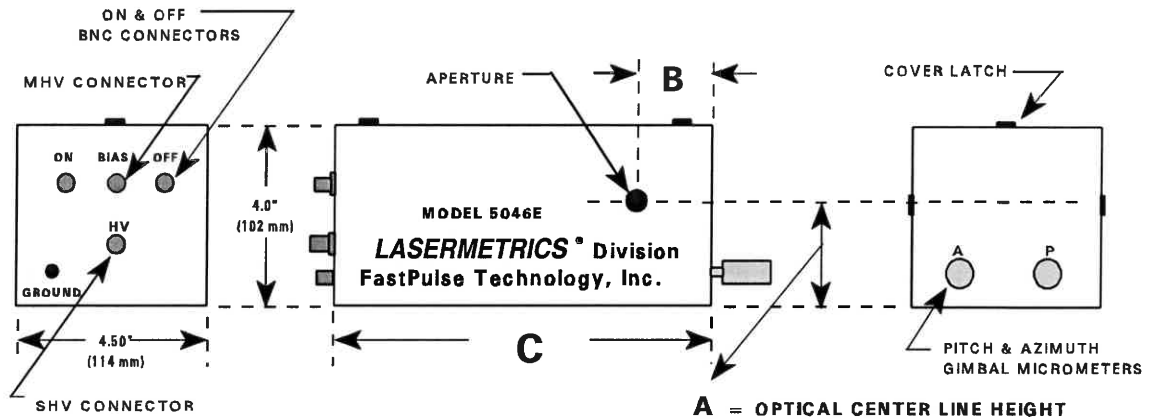 ON & OFF
BNC CONNECTORS
MHV CONNECTOR
APERTURE
B
COVER LATCH
ON BIAS OFF
HV
GROUND
4.0"
(102 mm)
4.50"
(114 mm)
SHV CONNECTOR
MODEL 5046E
LASERMETRICS ® Division
FastPulse Technology, Inc.
C
A P
PITCH & AZIMUTH
GIMBAL MICROMETERS
A = OPTICAL CENTER LINE HEIGHT